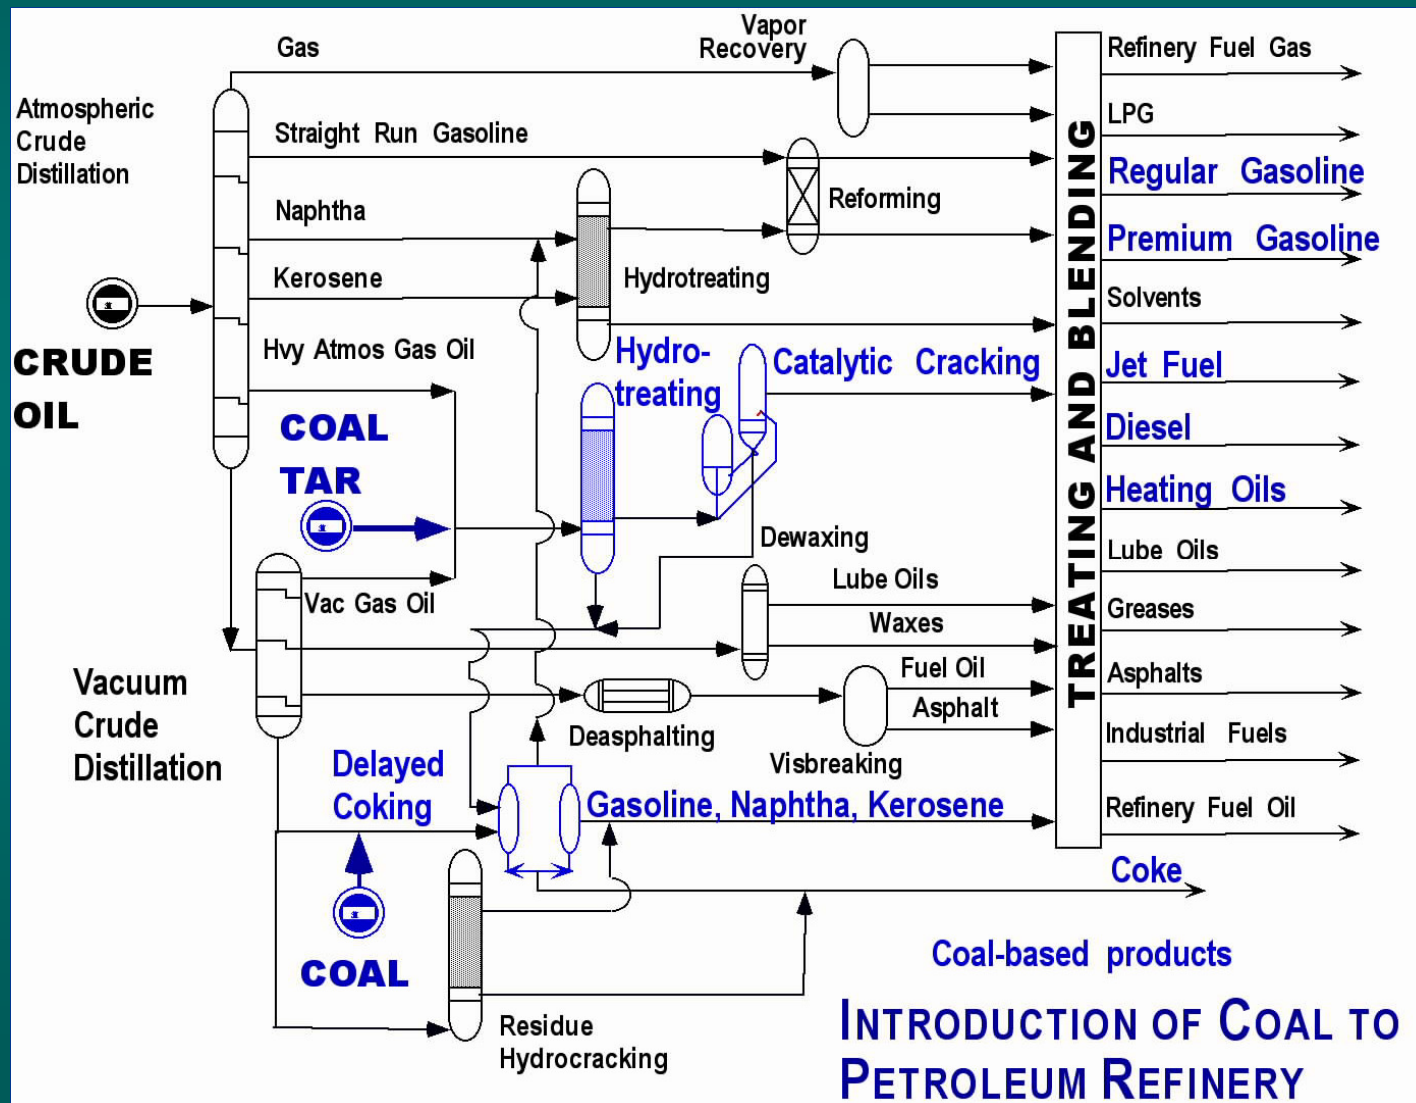 Gas
Vapor
Recovery
Refinery Fuel Gas
Atmospheric
Crude
Distillation
LPG
Straight Run Gasoline
Regular Gasoline
Reforming
Naphtha
Premium Gasoline
Kerosene
Hydrotreating
Solvents
CRUDE
OIL
Hvy Atmos Gas Oil
Hydro-
treating
Catalytic Cracking
Jet Fuel
COAL
TAR
Diesel
TREATING AND BLENDING
Heating Oils
Dewaxing
Lube Oils
Lube Oils
Vac Gas Oil
Waxes
Greases
Vacuum
Crude
Distillation
Fuel Oil
Asphalt
Asphalts
Deasphalting
Visbreaking
Industrial Fuels
Delayed
Coking
Gasoline, Naphtha, Kerosene
Refinery Fuel Oil
Coke
COAL
Coal-based products
Residue
Hydrocracking
INTRODUCTION OF COAL TO
PETROLEUM REFINERY